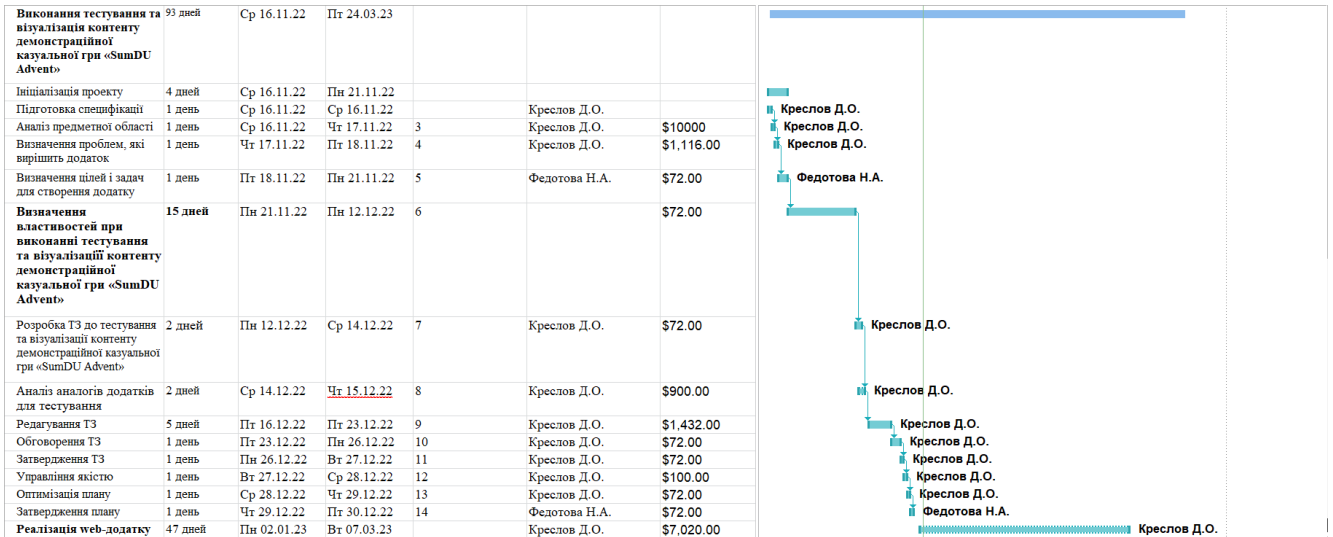 Виконання тестування та 93 дней Ср 16.11.22 Пт 24.03.23
візуалізація контенту
демонстраційної
казуальної гри «SumDU
Advent»
Ініціалізація проекту 4 дней Ср 16.11.22 Пн 21.11.22
Підготовка специфікації 1 день Ср 16.11.22 Ср 16.11.22 Креслов Д.О. Креслов Д.О.
Аналіз предметної області 1 день Ср 16.11.22 Чт 17.11.22 3 Креслов Д.О. $10000 Креслов Д.О.
Визначення проблем, які 1 день Чт 17.11.22 Пт 18.11.22 4 Креслов Д.О. $1,116.00 Креслов Д.О.
вирішить додаток
Визначення цілей і задач 1 день Пт 18.11.22 Пн 21.11.22 5 Федотова Н.А. $72.00 Федотова Н.А.
для створення додатку
Визначення 15 дней Пн 21.11.22 Пн 12.12.22 6 $72.00
властивостей при
виконанні тестування
та візуалізаціїї контенту
демонстраційної
казуальної гри «SumDU
Advent»
Розробка ТЗ до тестування 2 дней Пн 12.12.22 Ср 14.12.22 7 Креслов Д.О. $72.00 Креслов Д.О.
та візуалізації контенту
демонстраційної казуальної
гри «SumDU Advent»
Аналіз аналогів додатків 2 дней Ср 14.12.22 Чт 15.12.22 8 Креслов Д.О. $900.00 Креслов Д.О.
для тестування
Редагування ТЗ 5 дней Пт 16.12.22 Пт 23.12.22 9 Креслов Д.О. $1,432.00 Креслов Д.О.
Обговорення ТЗ 1 день Пт 23.12.22 Пн 26.12.22 10 Креслов Д.О. $72.00 Креслов Д.О.
Затвердження ТЗ 1 день Пн 26.12.22 Вт 27.12.22 11 Креслов Д.О. $72.00 Креслов Д.О.
Управління якістю 1 день Вт 27.12.22 Ср 28.12.22 12 Креслов Д.О. $100.00 Креслов Д.О.
Оптимізація плану 1 день Ср 28.12.22 Чт 29.12.22 13 Креслов Д.О. $72.00 Креслов Д.О.
Затвердження плану 1 день Чт 29.12.22 Пт 30.12.22 14 Федотова Н.А. $72.00 Федотова Н.А.
Реалізація web-додатку 47 дней Пн 02.01.23 Вт 07.03.23 Креслов Д.О. $7,020.00 Креслов Д.О.